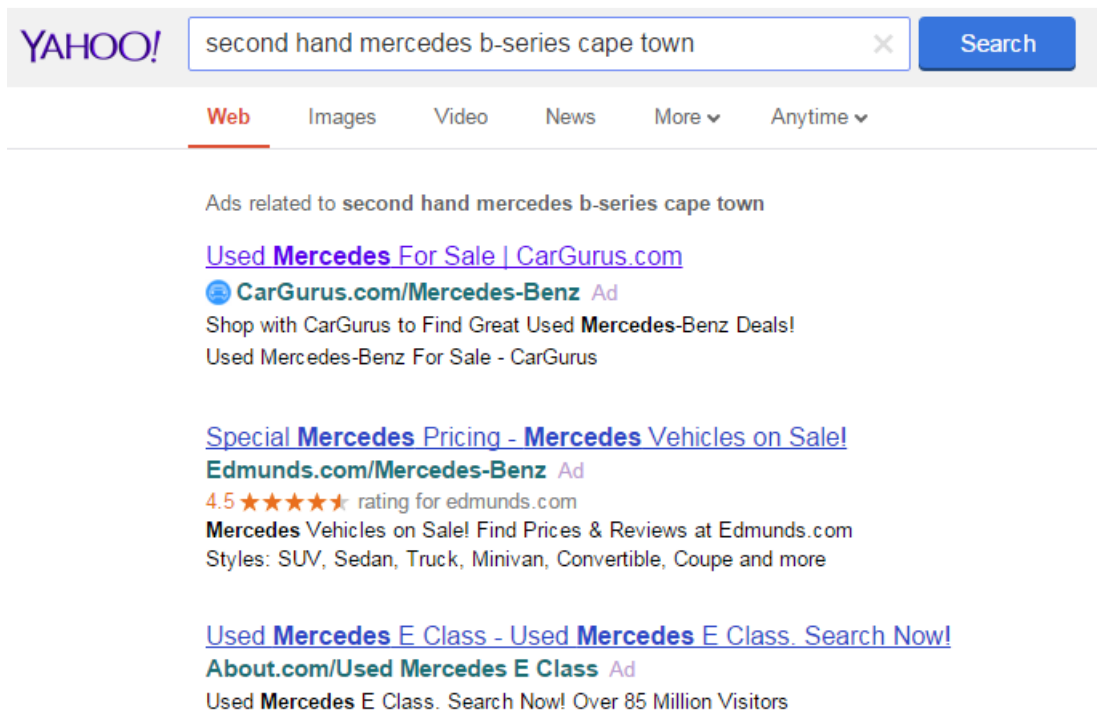 YAHOO! second hand mercedes b-series cape town × Search
Web Images Video News More Anytime
Ads related to second hand mercedes b-series cape town
Used Mercedes For Sale | CarGurus.com
CarGurus.com/Mercedes-Benz Ad
Shop with CarGurus to Find Great Used Mercedes-Benz Deals!
Used Mercedes-Benz For Sale - CarGurus
Special Mercedes Pricing - Mercedes Vehicles on Sale!
Edmunds.com/Mercedes-Benz Ad
4.5 ★★★★★ rating for edmunds.com
Mercedes Vehicles on Sale! Find Prices & Reviews at Edmunds.com
Styles: SUV, Sedan, Truck, Minivan, Convertible, Coupe and more
Used Mercedes E Class - Used Mercedes E Class. Search Now!
About.com/Used Mercedes E Class Ad
Used Mercedes E Class. Search Now! Over 85 Million Visitors